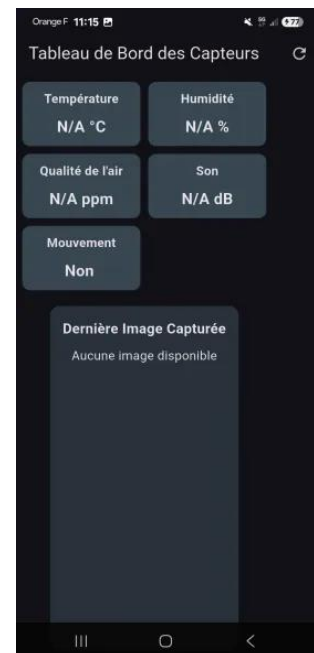 Orange F 11:15
77
Tableau de Bord des Capteurs
Température
N/A °C
Humidité
N/A %
Qualité de l'air
N/A ppm
Son
N/A dB
Mouvement
Non
Dernière Image Capturée
Aucune image disponible